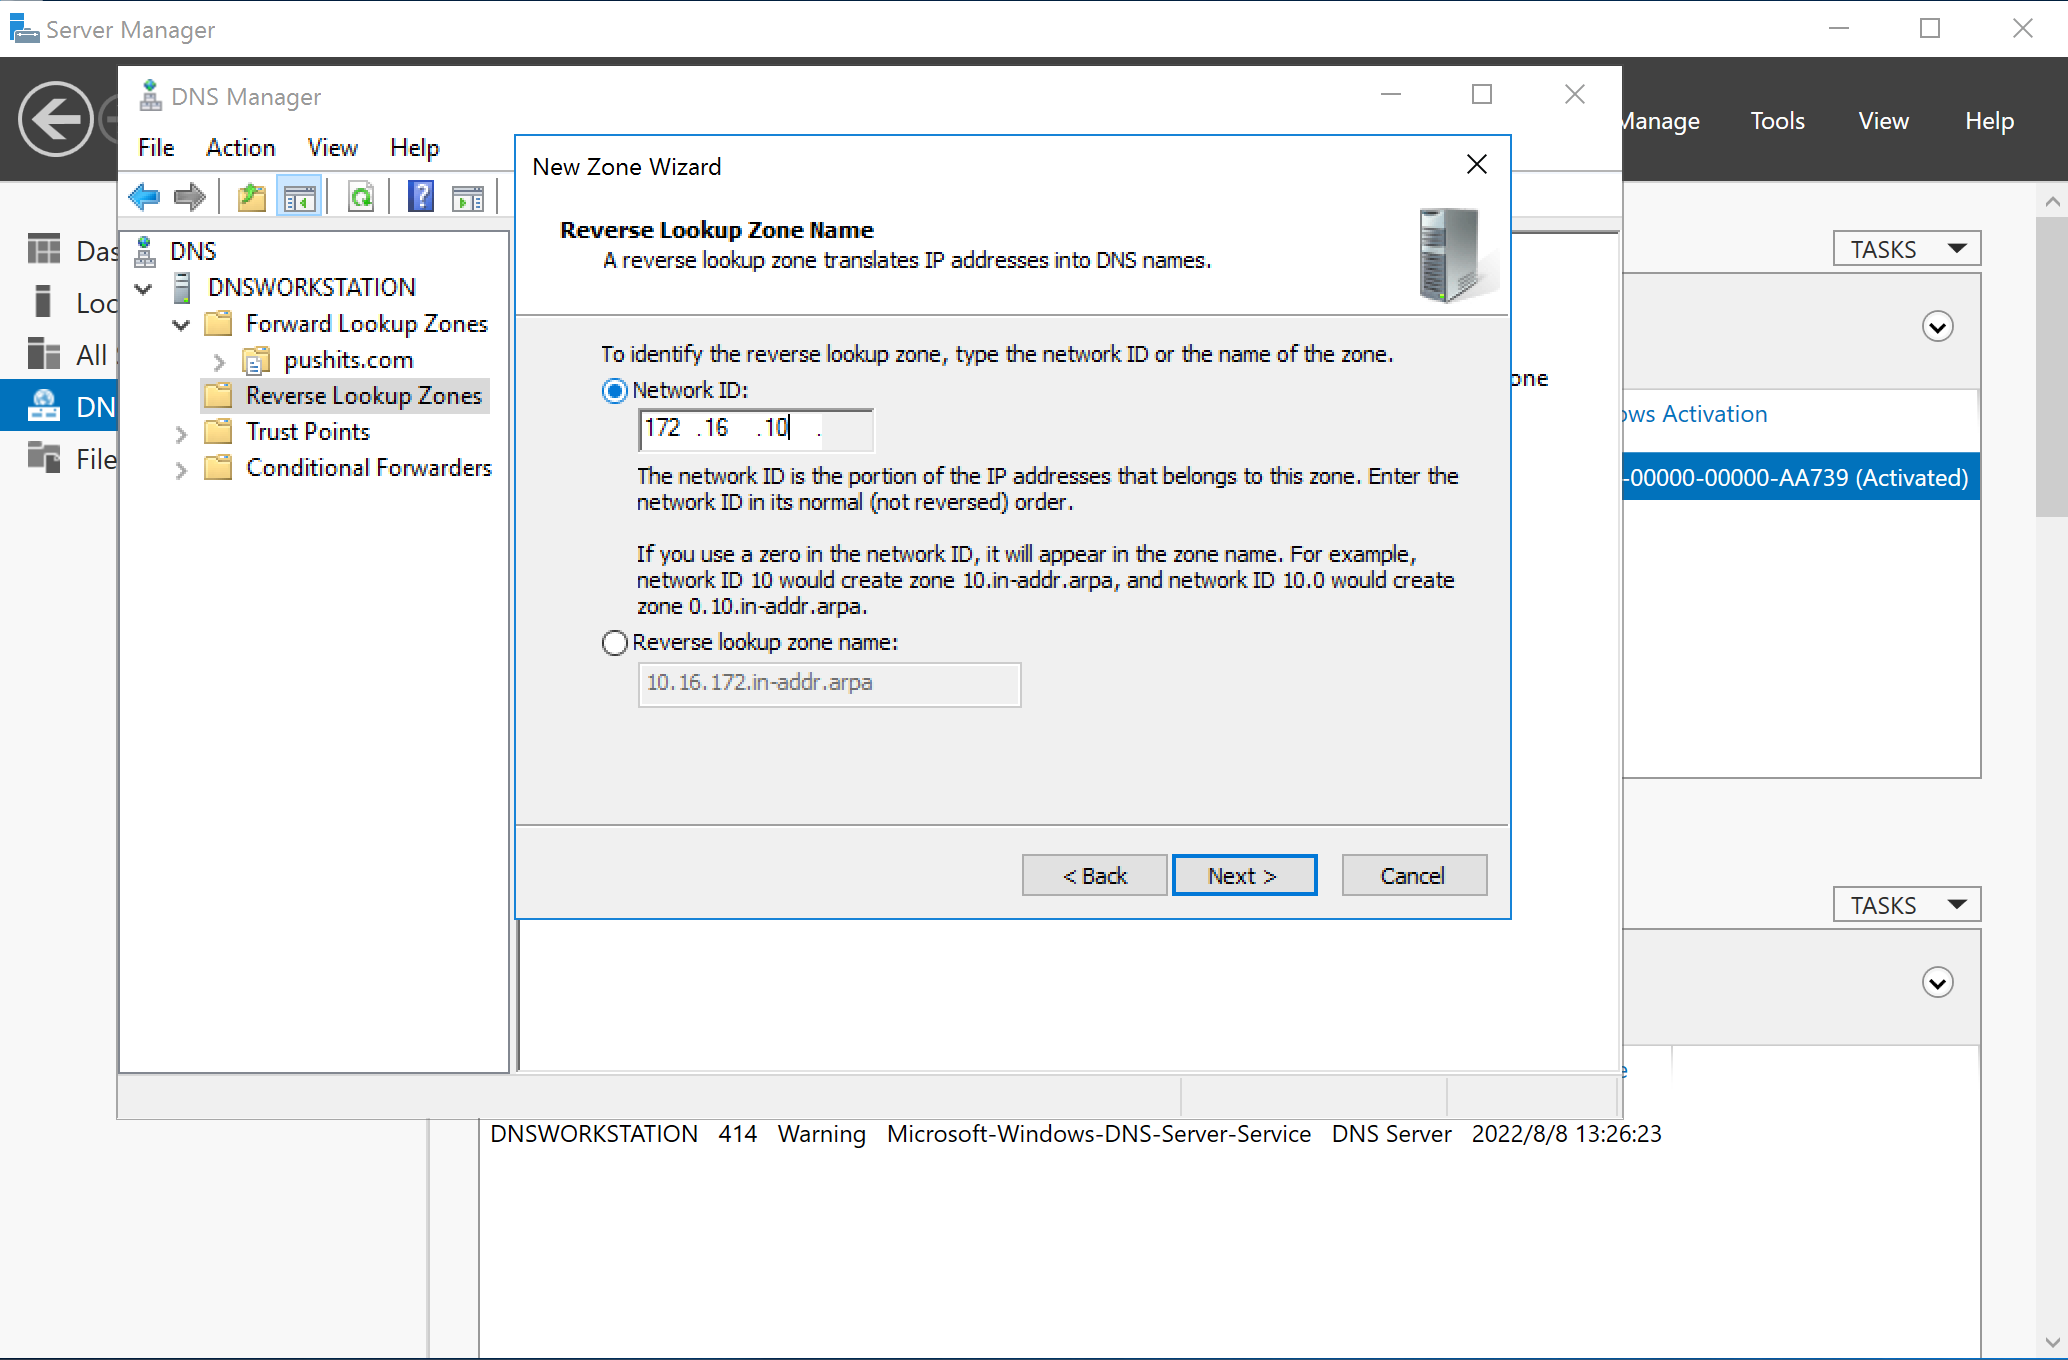 Server Manager
Manage Tools View Help
DNS Manager
File Action View Help
New Zone Wizard
Reverse Lookup Zone Name
A reverse lookup zone translates IP addresses into DNS names.
To identify the reverse lookup zone, type the network ID or the name of the zone.
Network ID:
172 .16 .10 .
The network ID is the portion of the IP addresses that belongs to this zone. Enter the
network ID in its normal (not reversed) order.
If you use a zero in the network ID, it will appear in the zone name. For example,
network ID 10 would create zone 10.in-addr.arpa, and network ID 10.0 would create
zone 0.10.in-addr.arpa.
Reverse lookup zone name:
10.16.172.in-addr.arpa
< Back Next > Cancel
DNS
DNSWORKSTATION
Forward Lookup Zones
pushits.com
Reverse Lookup Zones
Trust Points
Conditional Forwarders
Das
Loc
All
DN
File
TASKS
one
ows Activation
-00000-00000-AA739 (Activated)
TASKS
DNSWORKSTATION 414 Warning Microsoft-Windows-DNS-Server-Service DNS Server 2022/8/8 13:26:23